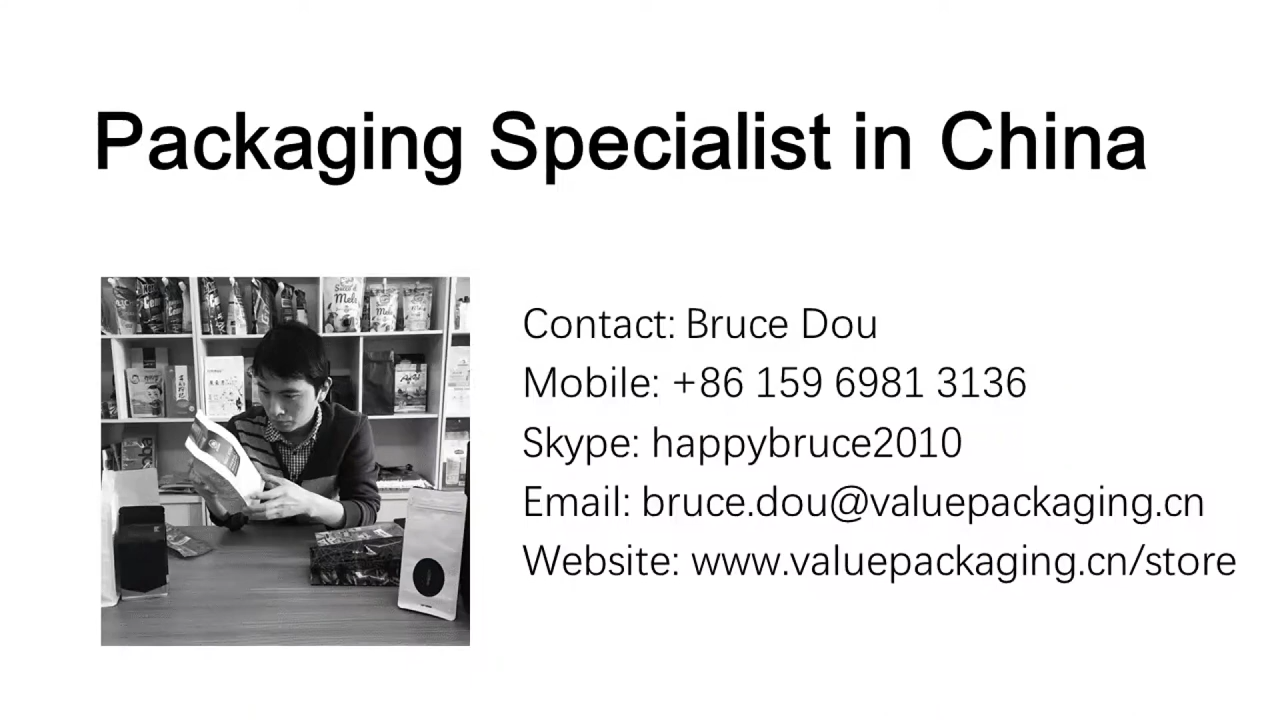 Packaging Specialist in China
Contact: Bruce Dou
Mobile: +86 159 6981 3136
Skype: happybruce2010
Email: bruce.dou@valuepackaging.cn
Website: www.valuepackaging.cn/store